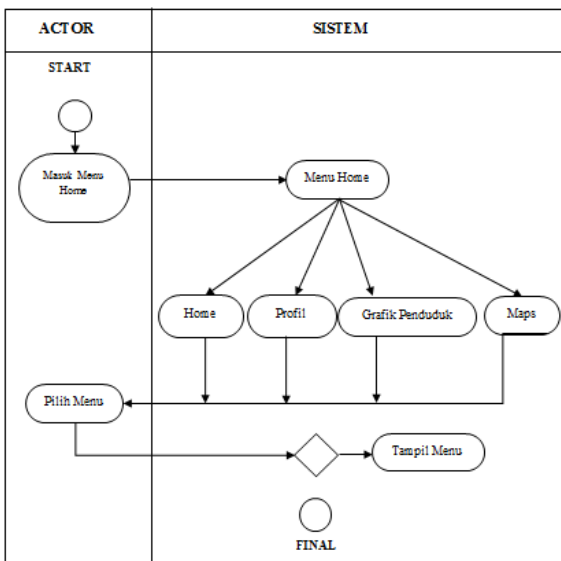 ACTOR
SISTEM
START
Masuk Menu
Home
Menu Home
Home
Profil
Grafik Penduduk
Maps
Pilih Menu
Tampil Menu
FINAL